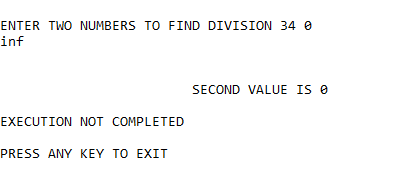 ENTER TWO NUMBERS TO FIND DIVISION 34 0
inf
SECOND VALUE IS 0
EXECUTION NOT COMPLETED
PRESS ANY KEY TO EXIT